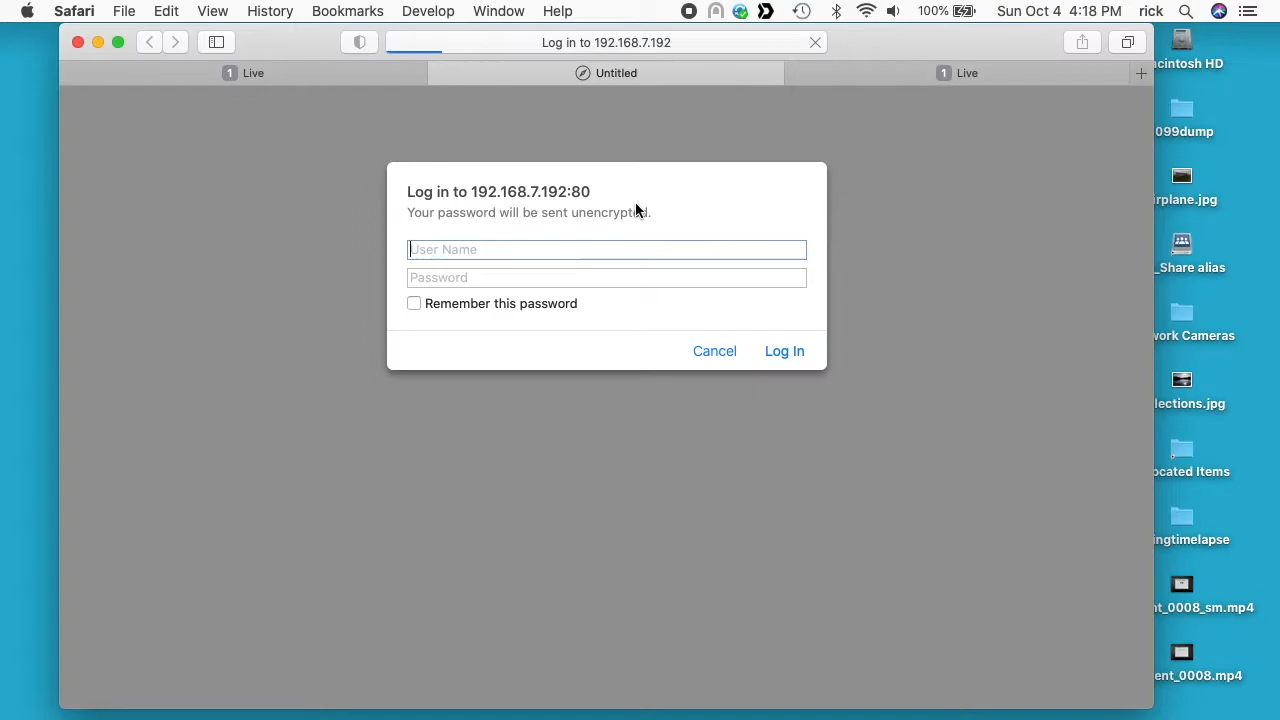 Safari File Edit View History Bookmarks Develop Window Help 100% Sun Oct 4 4:18 PM rick
Log in to 192.168.7.192
1 Live Untitled 1 Live
Log in to 192.168.7.192:80
Your password will be sent unencrypted.
User Name
Password
Remember this password
Cancel Log In
acintosh HD
099dump
irplane.jpg
_Share alias
work Cameras
lections.jpg
ocated Items
ingtimelapse
nt_0008_sm.mp4
ent_0008.mp4